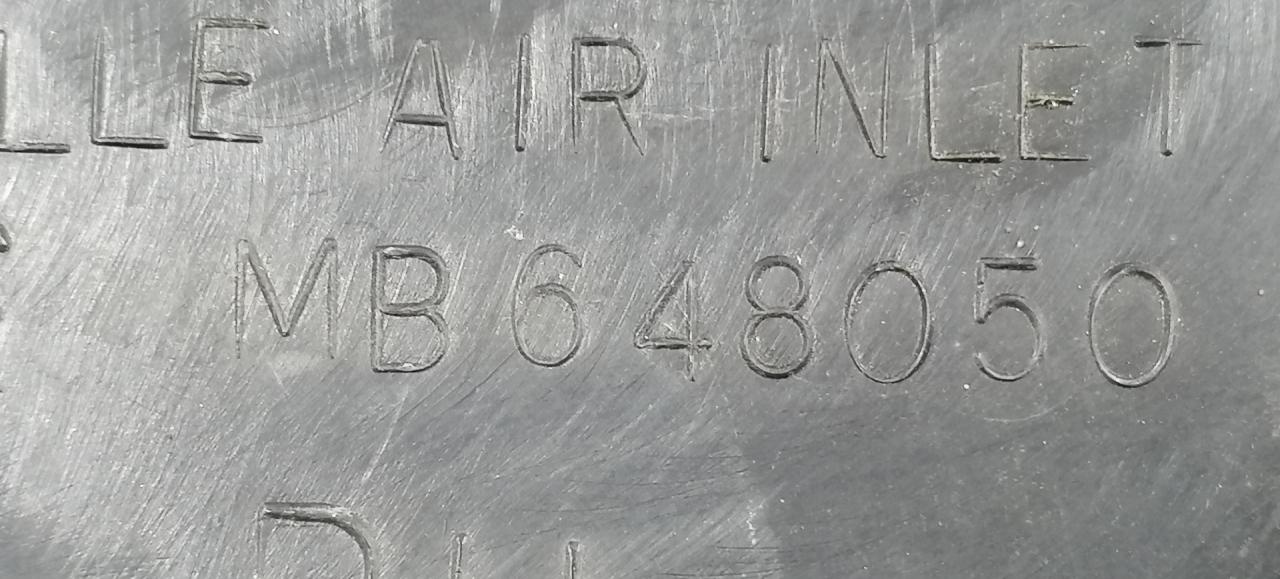 LLE AIR INLET
MB648050